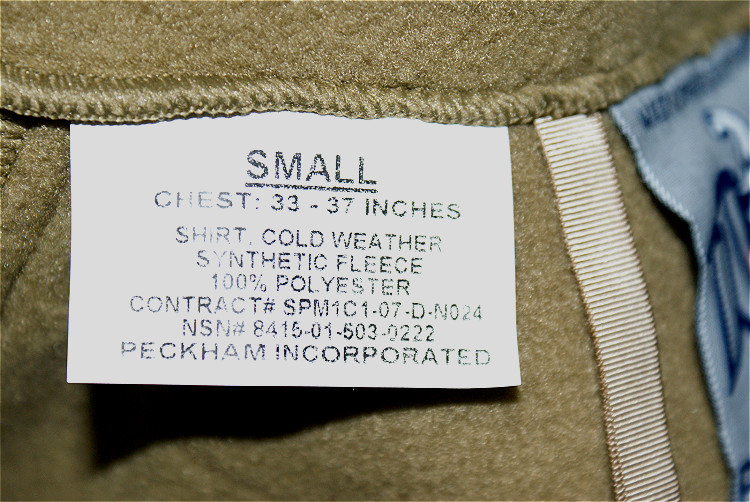 SMALL
CHEST: 33 - 37 INCHES
SHIRT, COLD WEATHER
SYNTHETIC FLEECE
100% POLYESTER
CONTRACT# SPM1C1-07-D-N024
NSN# 8415-01-503-0222
PECKHAM INCORPORATED